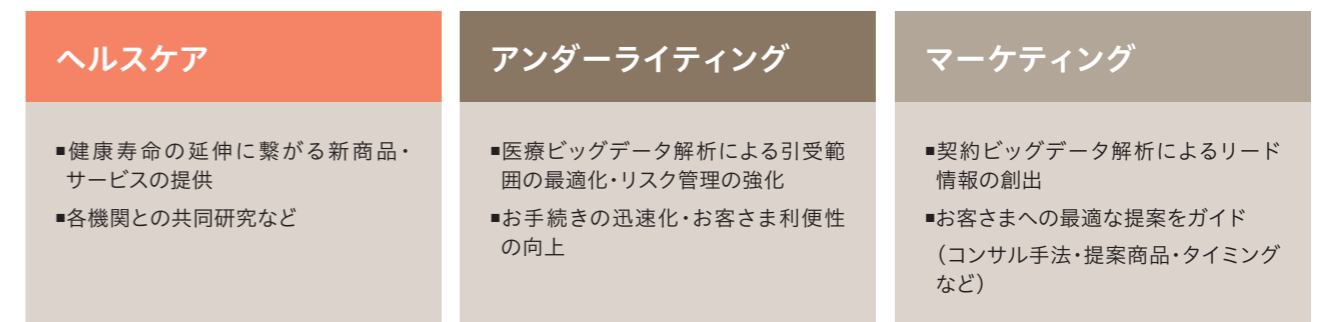 ヘルスケア
■健康寿命の延伸に繋がる新商品・
サービスの提供
■各機関との共同研究など
アンダーライティング
■医療ビッグデータ解析による引受範
囲の最適化・リスク管理の強化
■お手続きの迅速化・お客さま利便性
の向上
マーケティング
■契約ビッグデータ解析によるリード
情報の創出
■お客さまへの最適な提案をガイド
（コンサル手法・提案商品・タイミング
など）